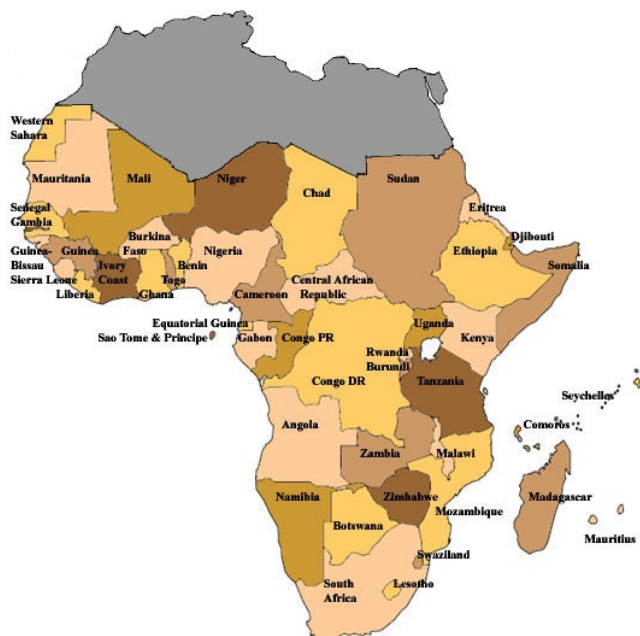 Western
Sahara
Mauritania
Mali
Niger
Chad
Sudan
Eritrea
Senegal
Gambia
Burkina
Faso
Nigeria
Djibouti
Ethiopia
Guinea-
Bissau
Guinea
Ivory
Coast
Benin
Togo
Somalia
Sierra Leone
Liberia
Ghana
Cameroon
Central African
Republic
Equatorial Guinea
Sao Tome & Principe
Gabon
Congo PR
Uganda
Kenya
Rwanda
Burundi
Congo DR
Tanzania
Seychelles
Angola
Zambia
Malawi
Comoros
Namibia
Zimbabwe
Madagascar
Botswana
Mozambique
Mauritius
Swaziland
South
Africa
Lesotho